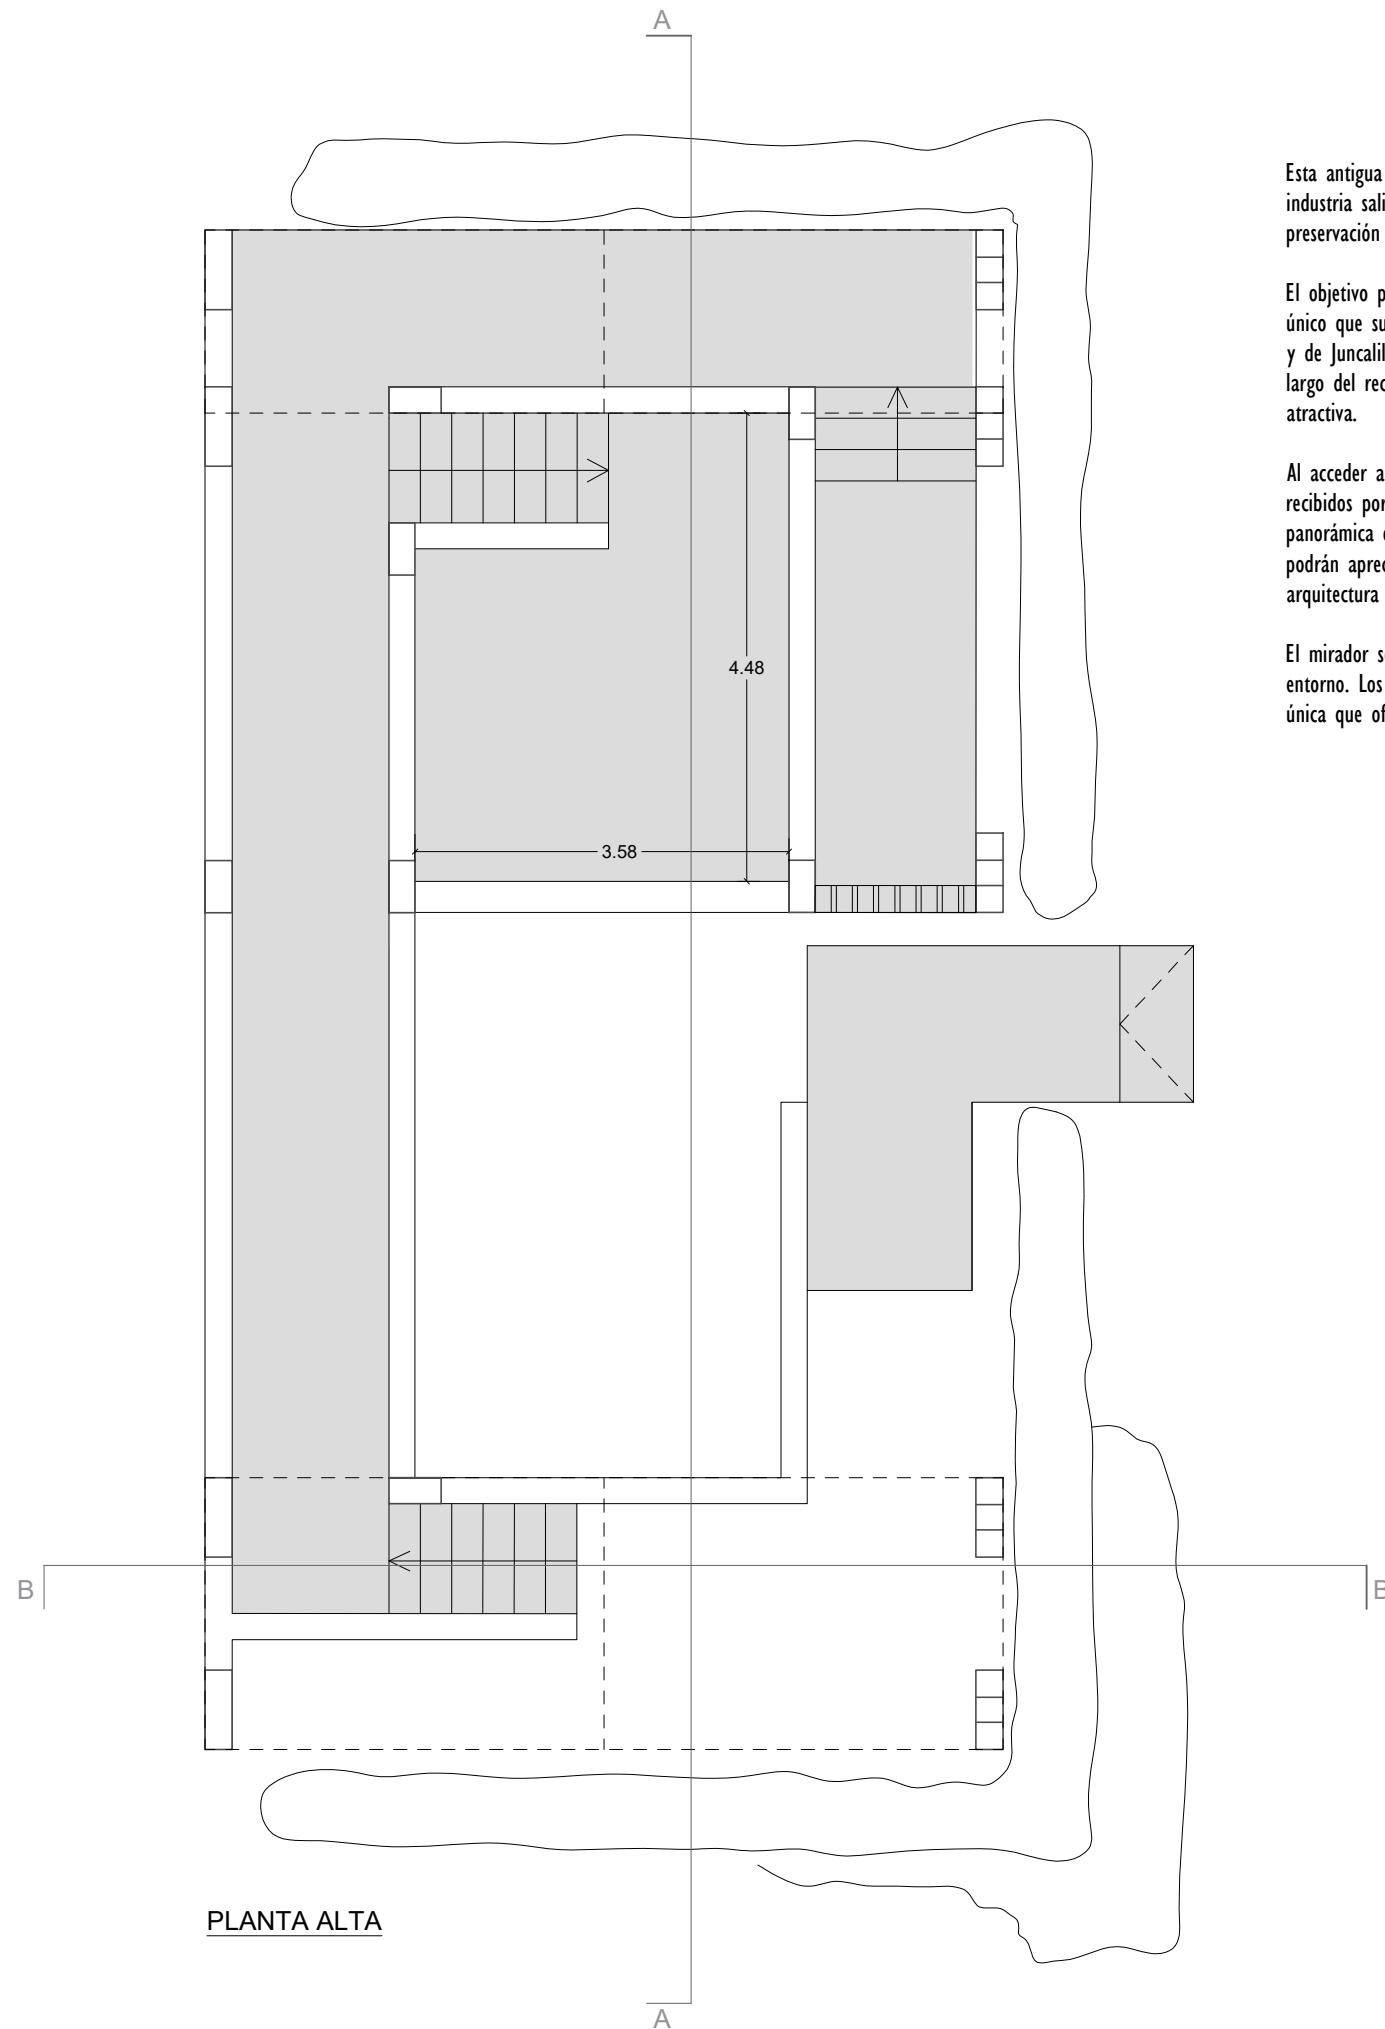 A
Esta antigua
industria sali
preservación
El objetivo p
único que su
y de Juncalil
largo del rec
atractiva.
Al acceder a
recibidos por
panorámica
podrán aprec
arquitectura
El mirador s
entorno. Los
única que of
4.48
3.58
B
B
PLANTA ALTA
A